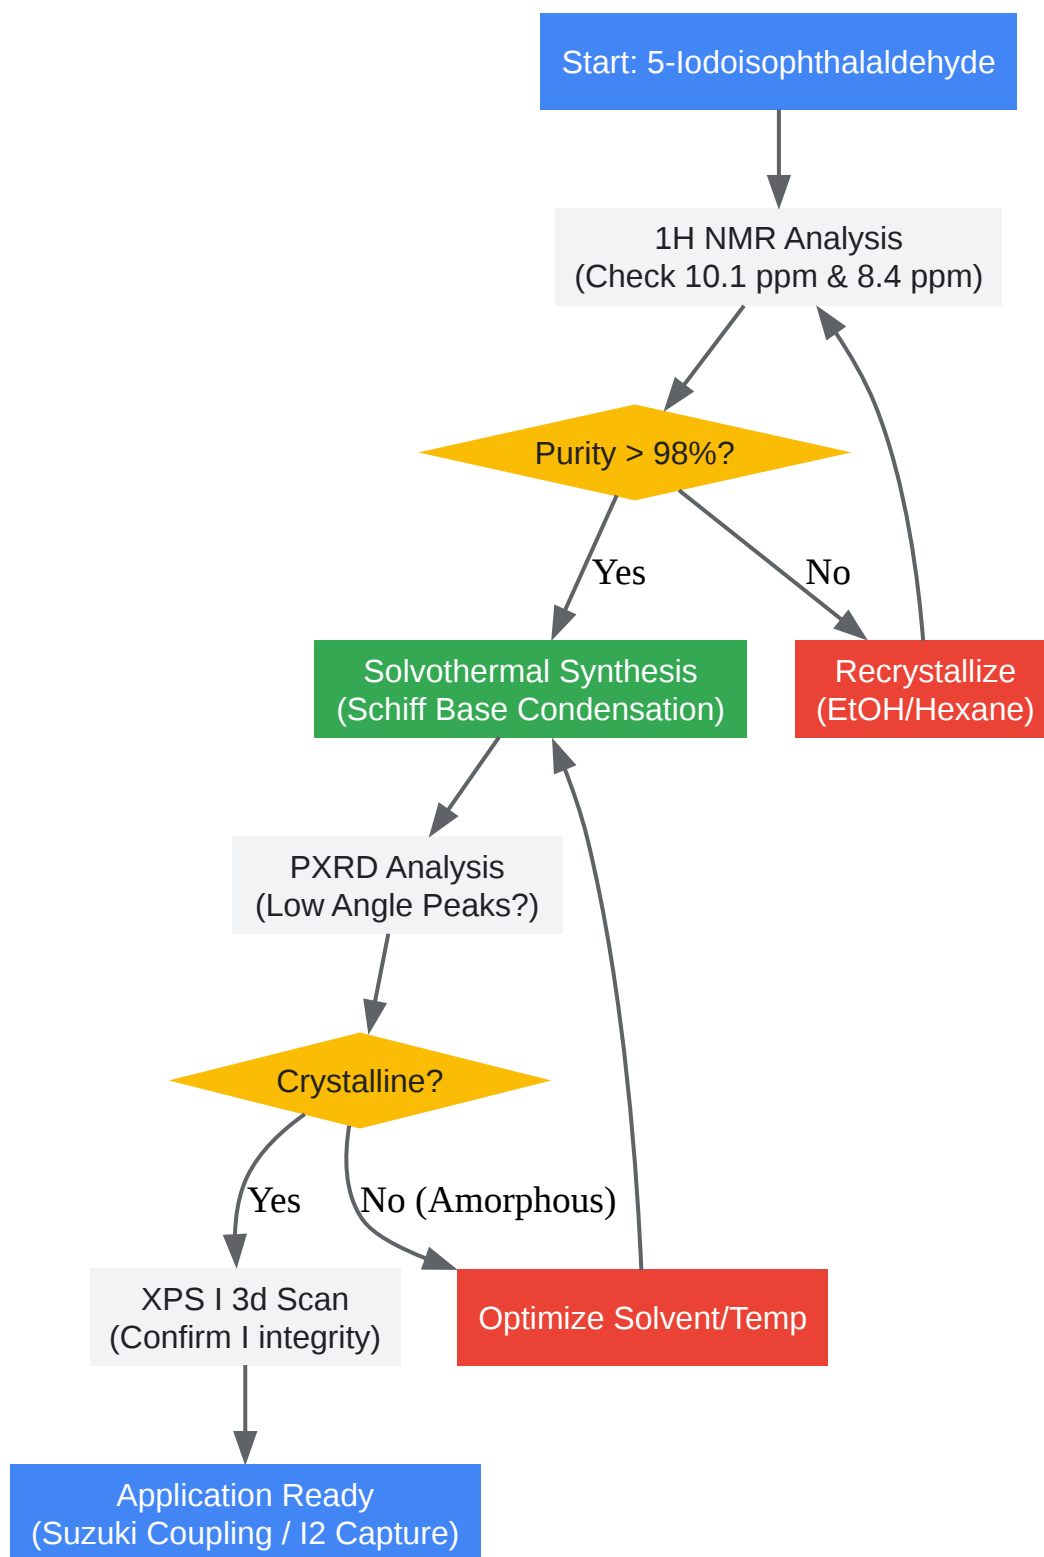 Start: 5-Iodoisophthalaldehyde
1H NMR Analysis
(Check 10.1 ppm & 8.4 ppm)
Purity > 98%?
Yes
No
Solvothermal Synthesis
(Schiff Base Condensation)
Recrystallize
(EtOH/Hexane)
PXRD Analysis
(Low Angle Peaks?)
Crystalline?
Yes
No (Amorphous)
XPS I 3d Scan
(Confirm I integrity)
Optimize Solvent/Temp
Application Ready
(Suzuki Coupling / I2 Capture)